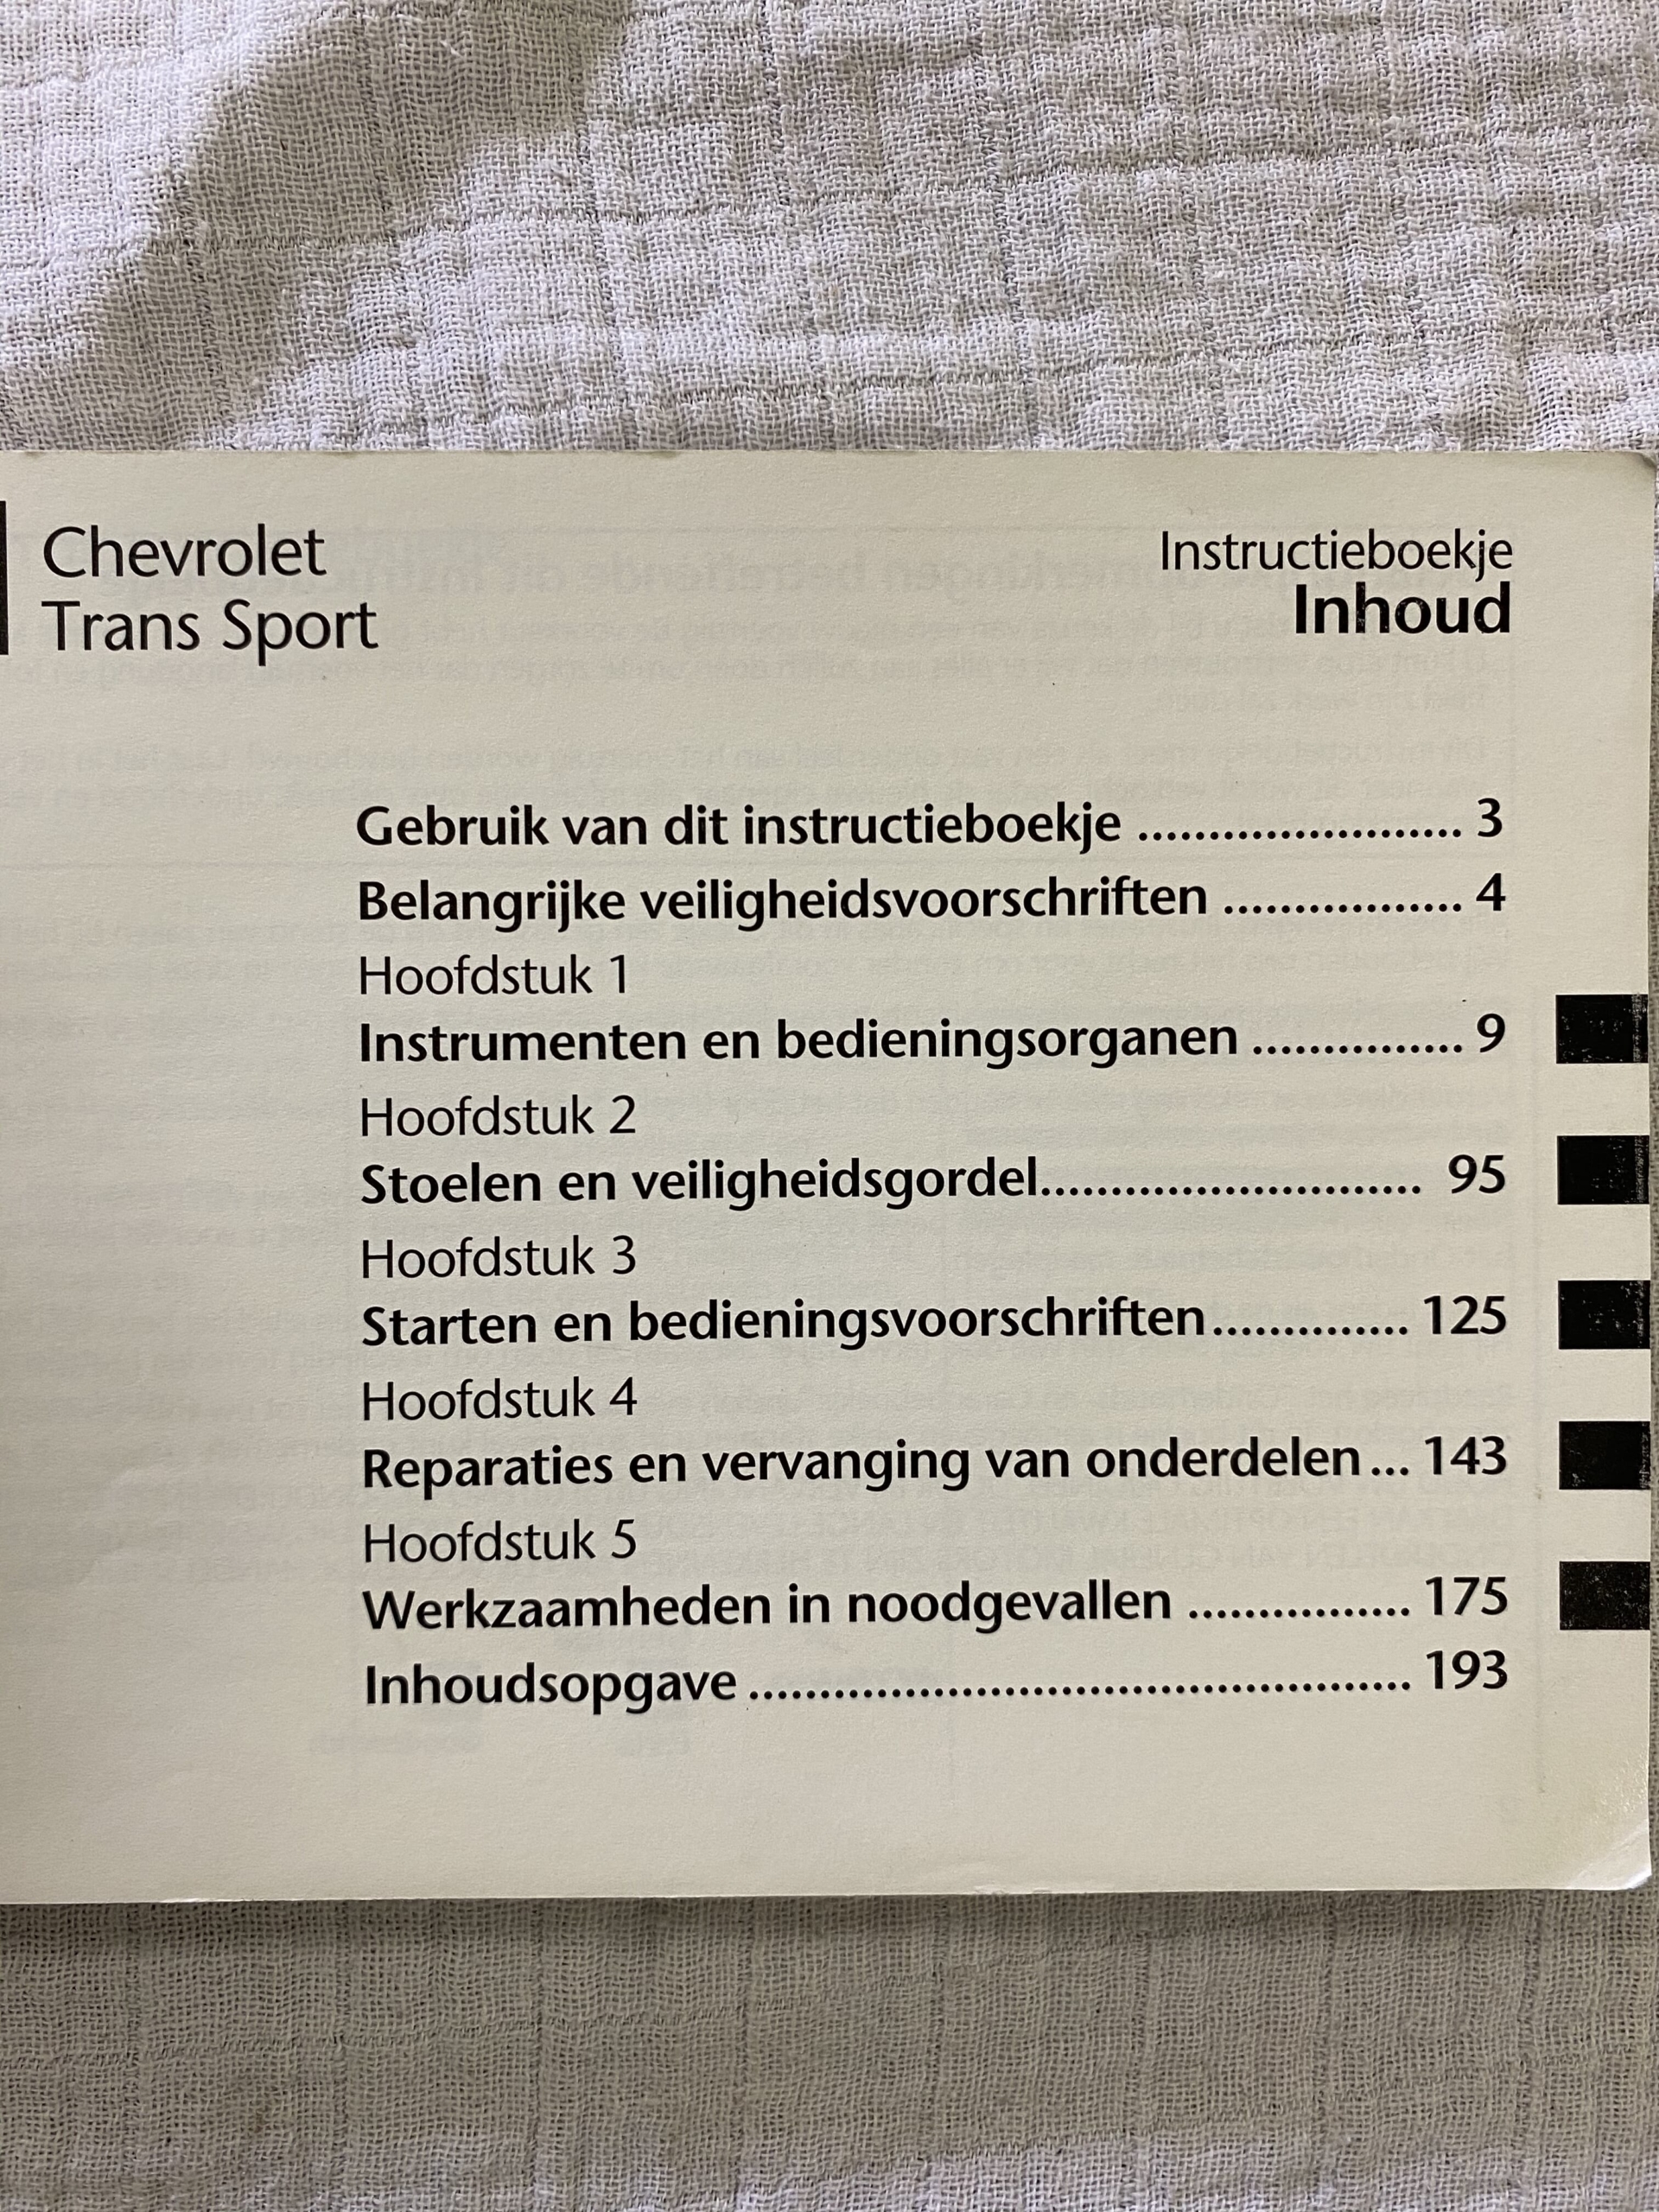 Chevrolet
Trans Sport
Instructieboekje
Inhoud
Gebruik van dit instructieboekje ....................... 3
Belangrijke veiligheidsvoorschriften ................. 4
Hoofdstuk 1
Instrumenten en bedieningsorganen ............... 9
Hoofdstuk 2
Stoelen en veiligheidsgordel........................... 95
Hoofdstuk 3
Starten en bedieningsvoorschriften.............. 125
Hoofdstuk 4
Reparaties en vervanging van onderdelen... 143
Hoofdstuk 5
Werkzaamheden in noodgevallen ................ 175
Inhoudsopgave............................................... 193